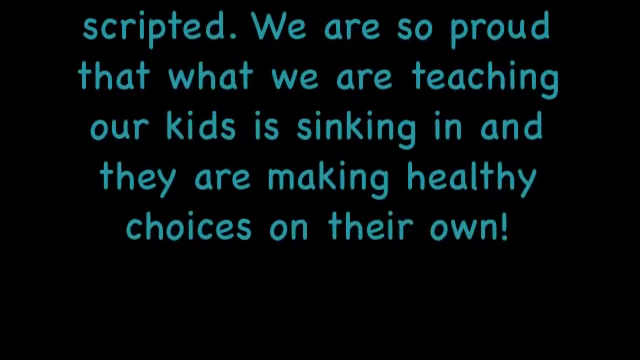 scripted. We are so proud
that what we are teaching
our kids is sinking in and
they are making healthy
choices on their own!